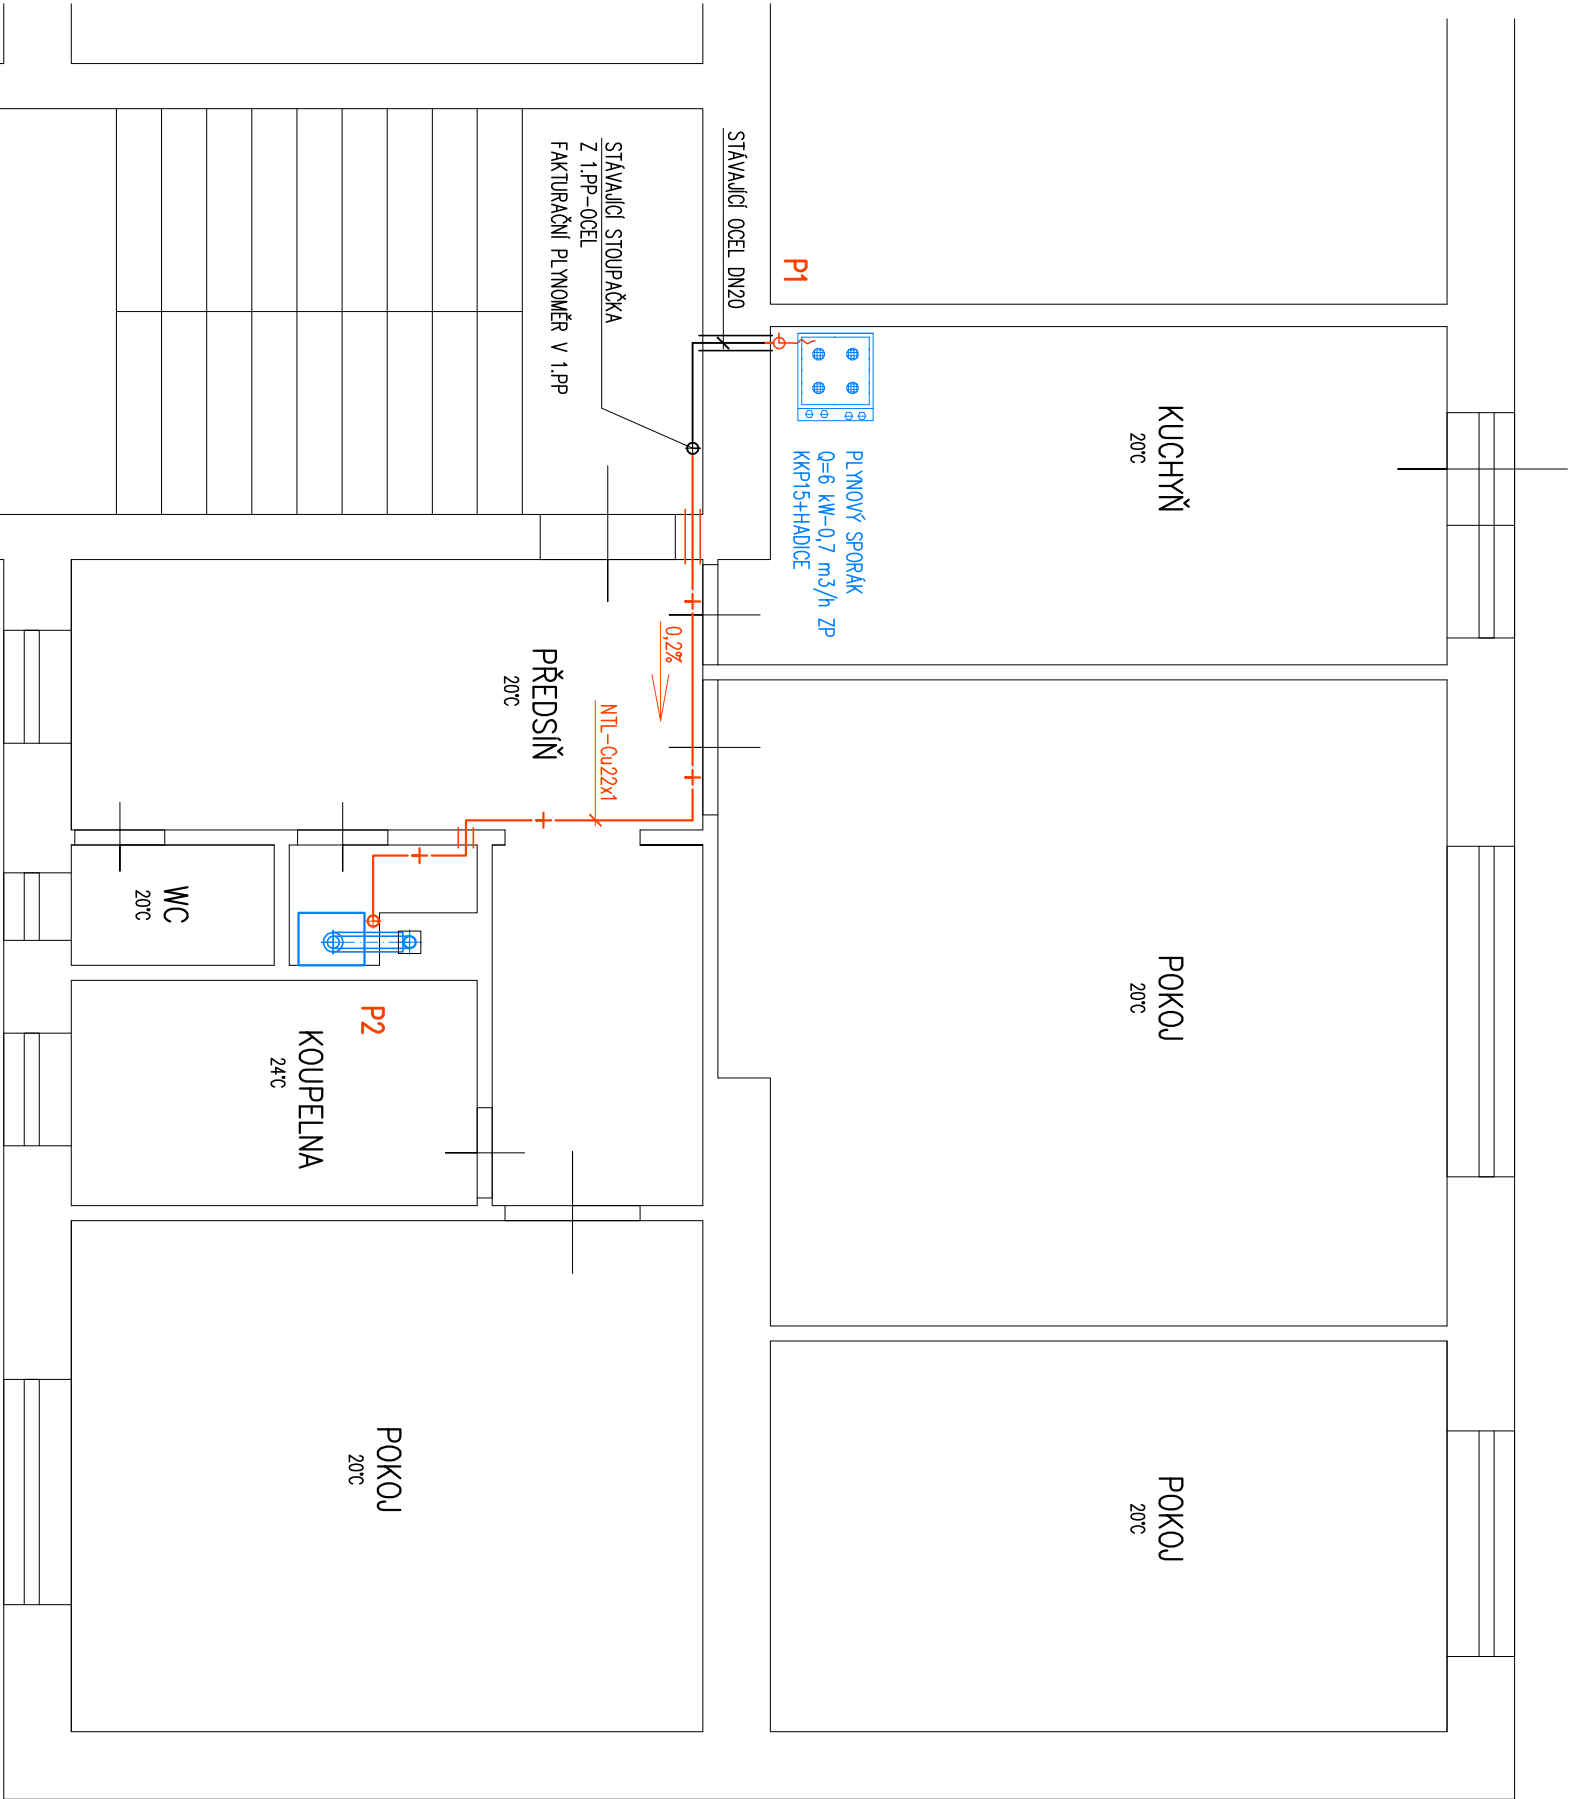 P1
STÁVAJÍCÍ OCEL DN20
STÁVAJÍCÍ STOUPAČKA
Z 1.PP-OCEL
FAKTURAČNÍ PLYNOMĚR V 1.PP
KUCHYŇ
20°C
PLYNOVÝ SPORÁK
Q=6 kW-0,7 m3/h ZP
KKP15+HADICE
0,2%
NTL-Cu22x1
PŘEDSÍŇ
20°C
WC
20°C
P2
KOUPELNA
24°C
POKOJ
20°C
POKOJ
20°C
POKOJ
20°C